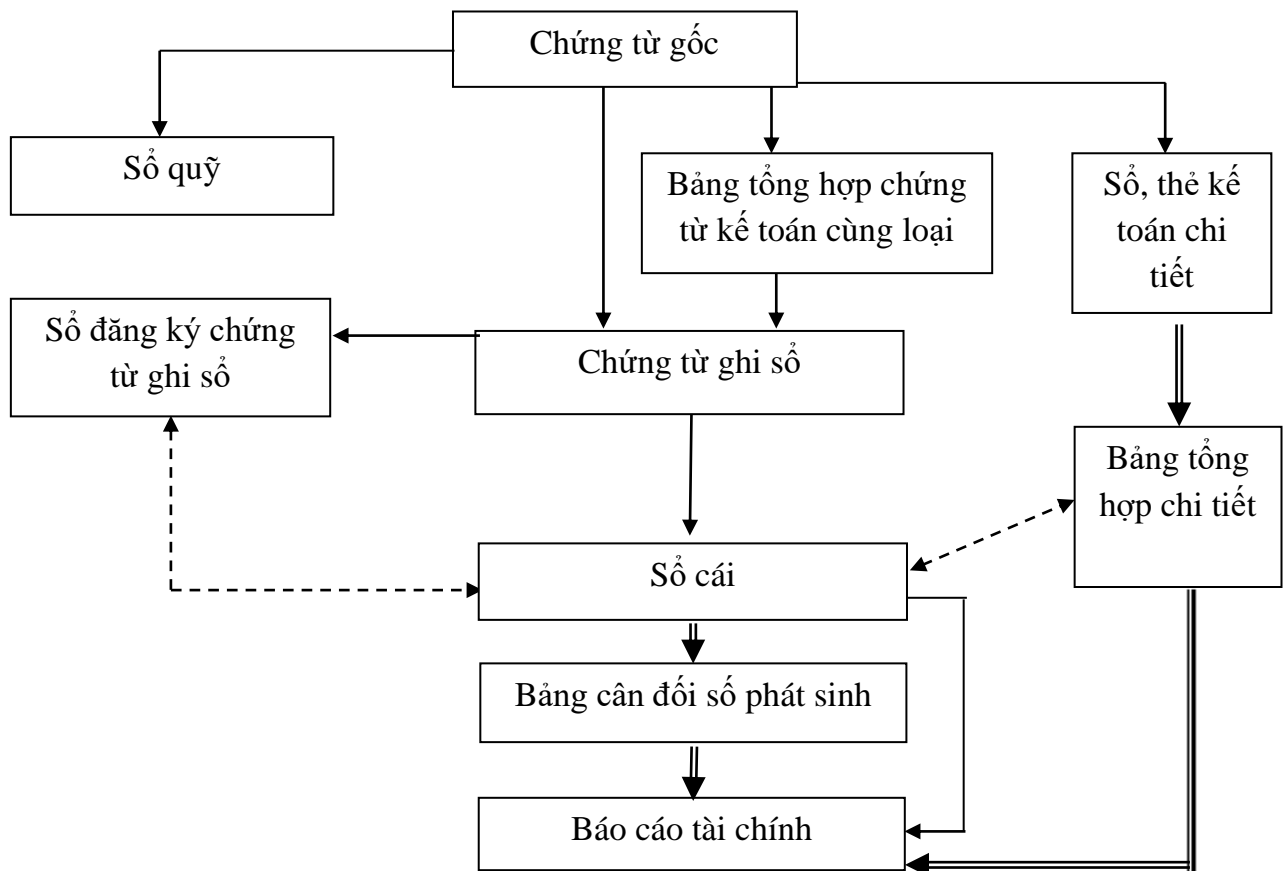 Chứng từ gốc
Sổ quỹ
Bảng tổng hợp chứng
từ kế toán cùng loại
Sổ, thẻ kế
toán chi
tiết
Sổ đăng ký chứng
từ ghi sổ
Chứng từ ghi sổ
Bảng tổng
hợp chi tiết
Sổ cái
Bảng cân đối số phát sinh
Báo cáo tài chính